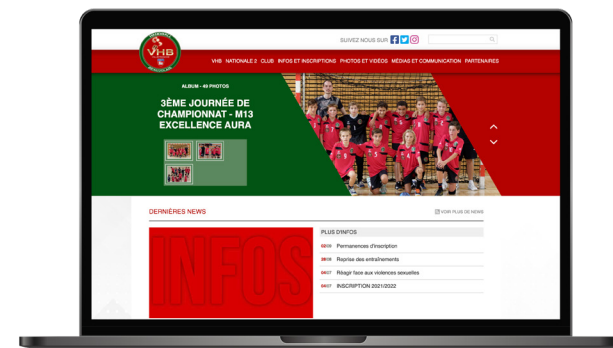 SUIVEZ NOUS SUR
VHB
VHB NATIONALE 2 CLUB INFOS ET INSCRIPTIONS PHOTOS ET VIDÉOS MÉDIAS ET COMMUNICATION PARTENAIRES
ALBUM - 49 PHOTOS
3ÈME JOURNÉE DE
CHAMPIONNAT - M13
EXCELLENCE AURA
DERNIÈRES NEWS
VOIR PLUS DE NEWS
INFOS
PLUS D'INFOS
Permanences d'inscription
Reprise des entraînements
Réagir face aux violences sexuelles
INSCRIPTION 2021/2022